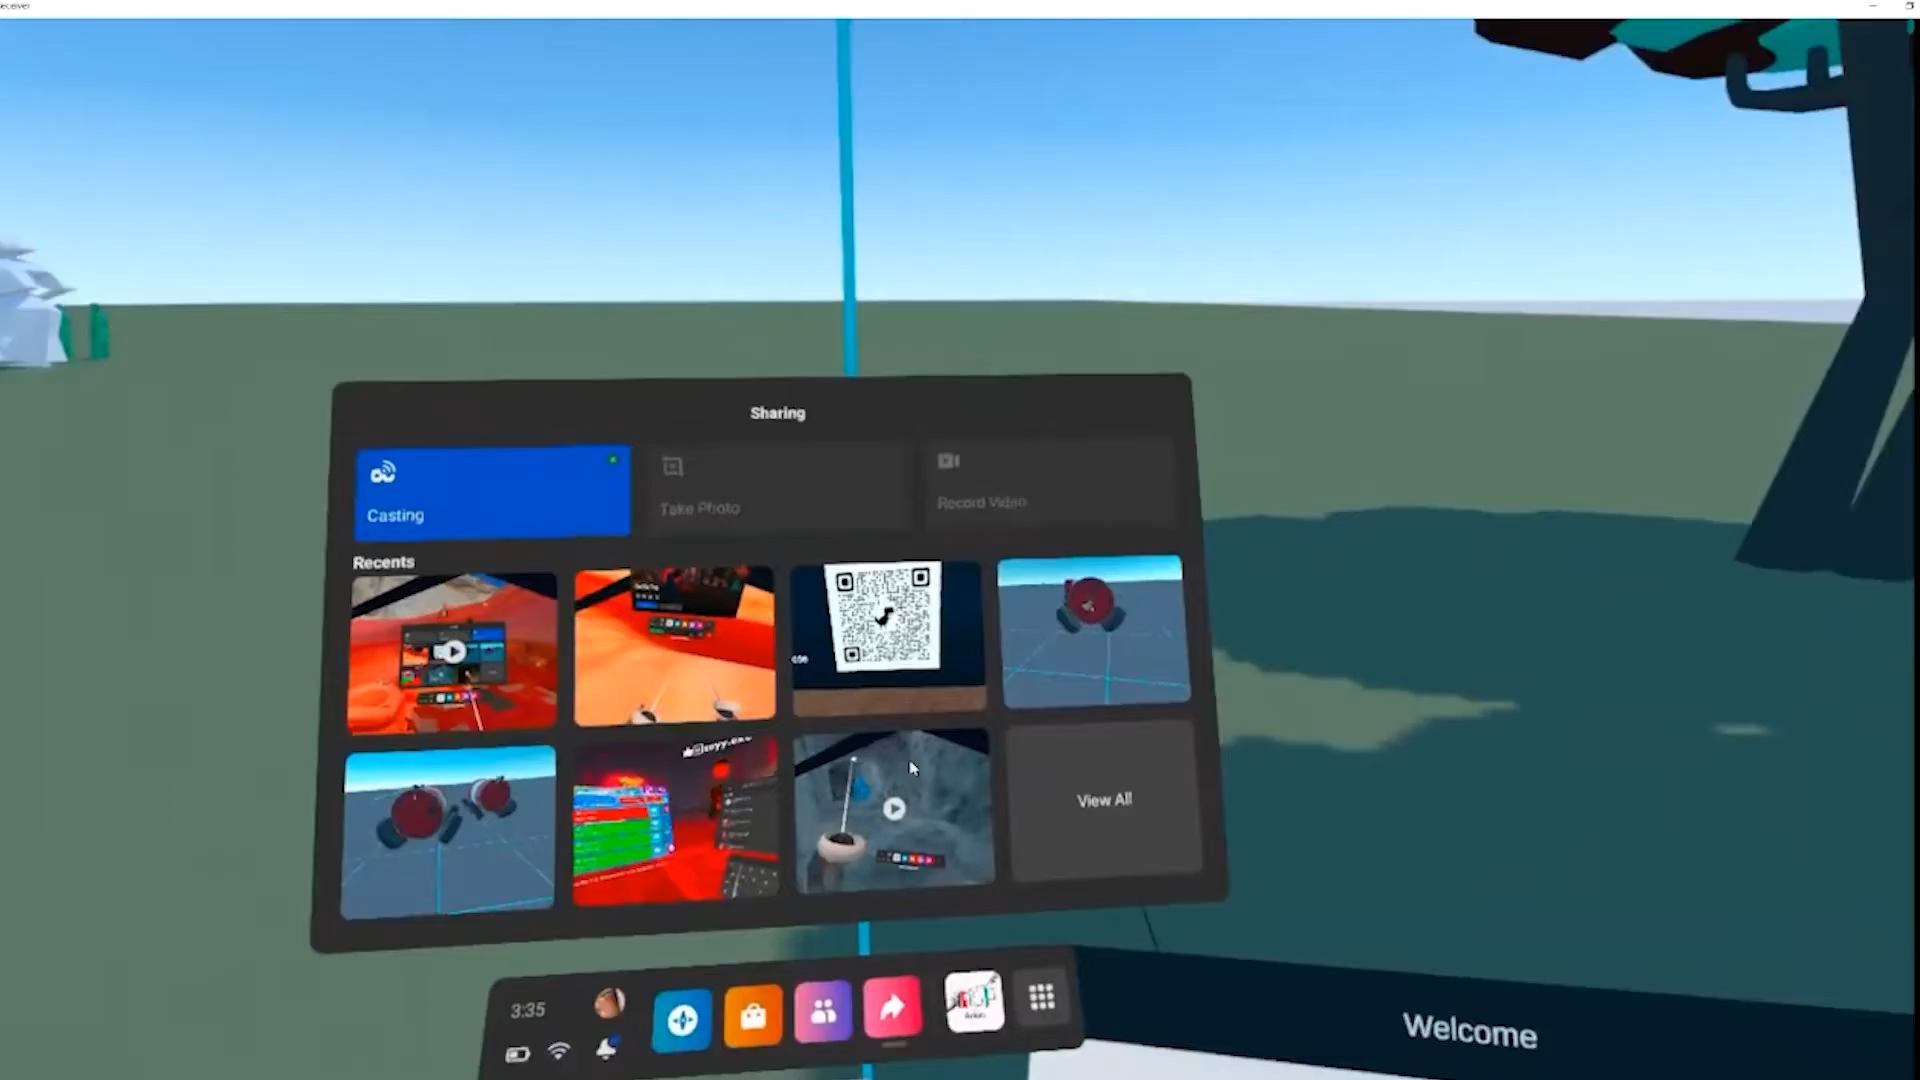 Sharing
Casting
Take Photo
Record Video
Recents
View All
3:35
Welcome